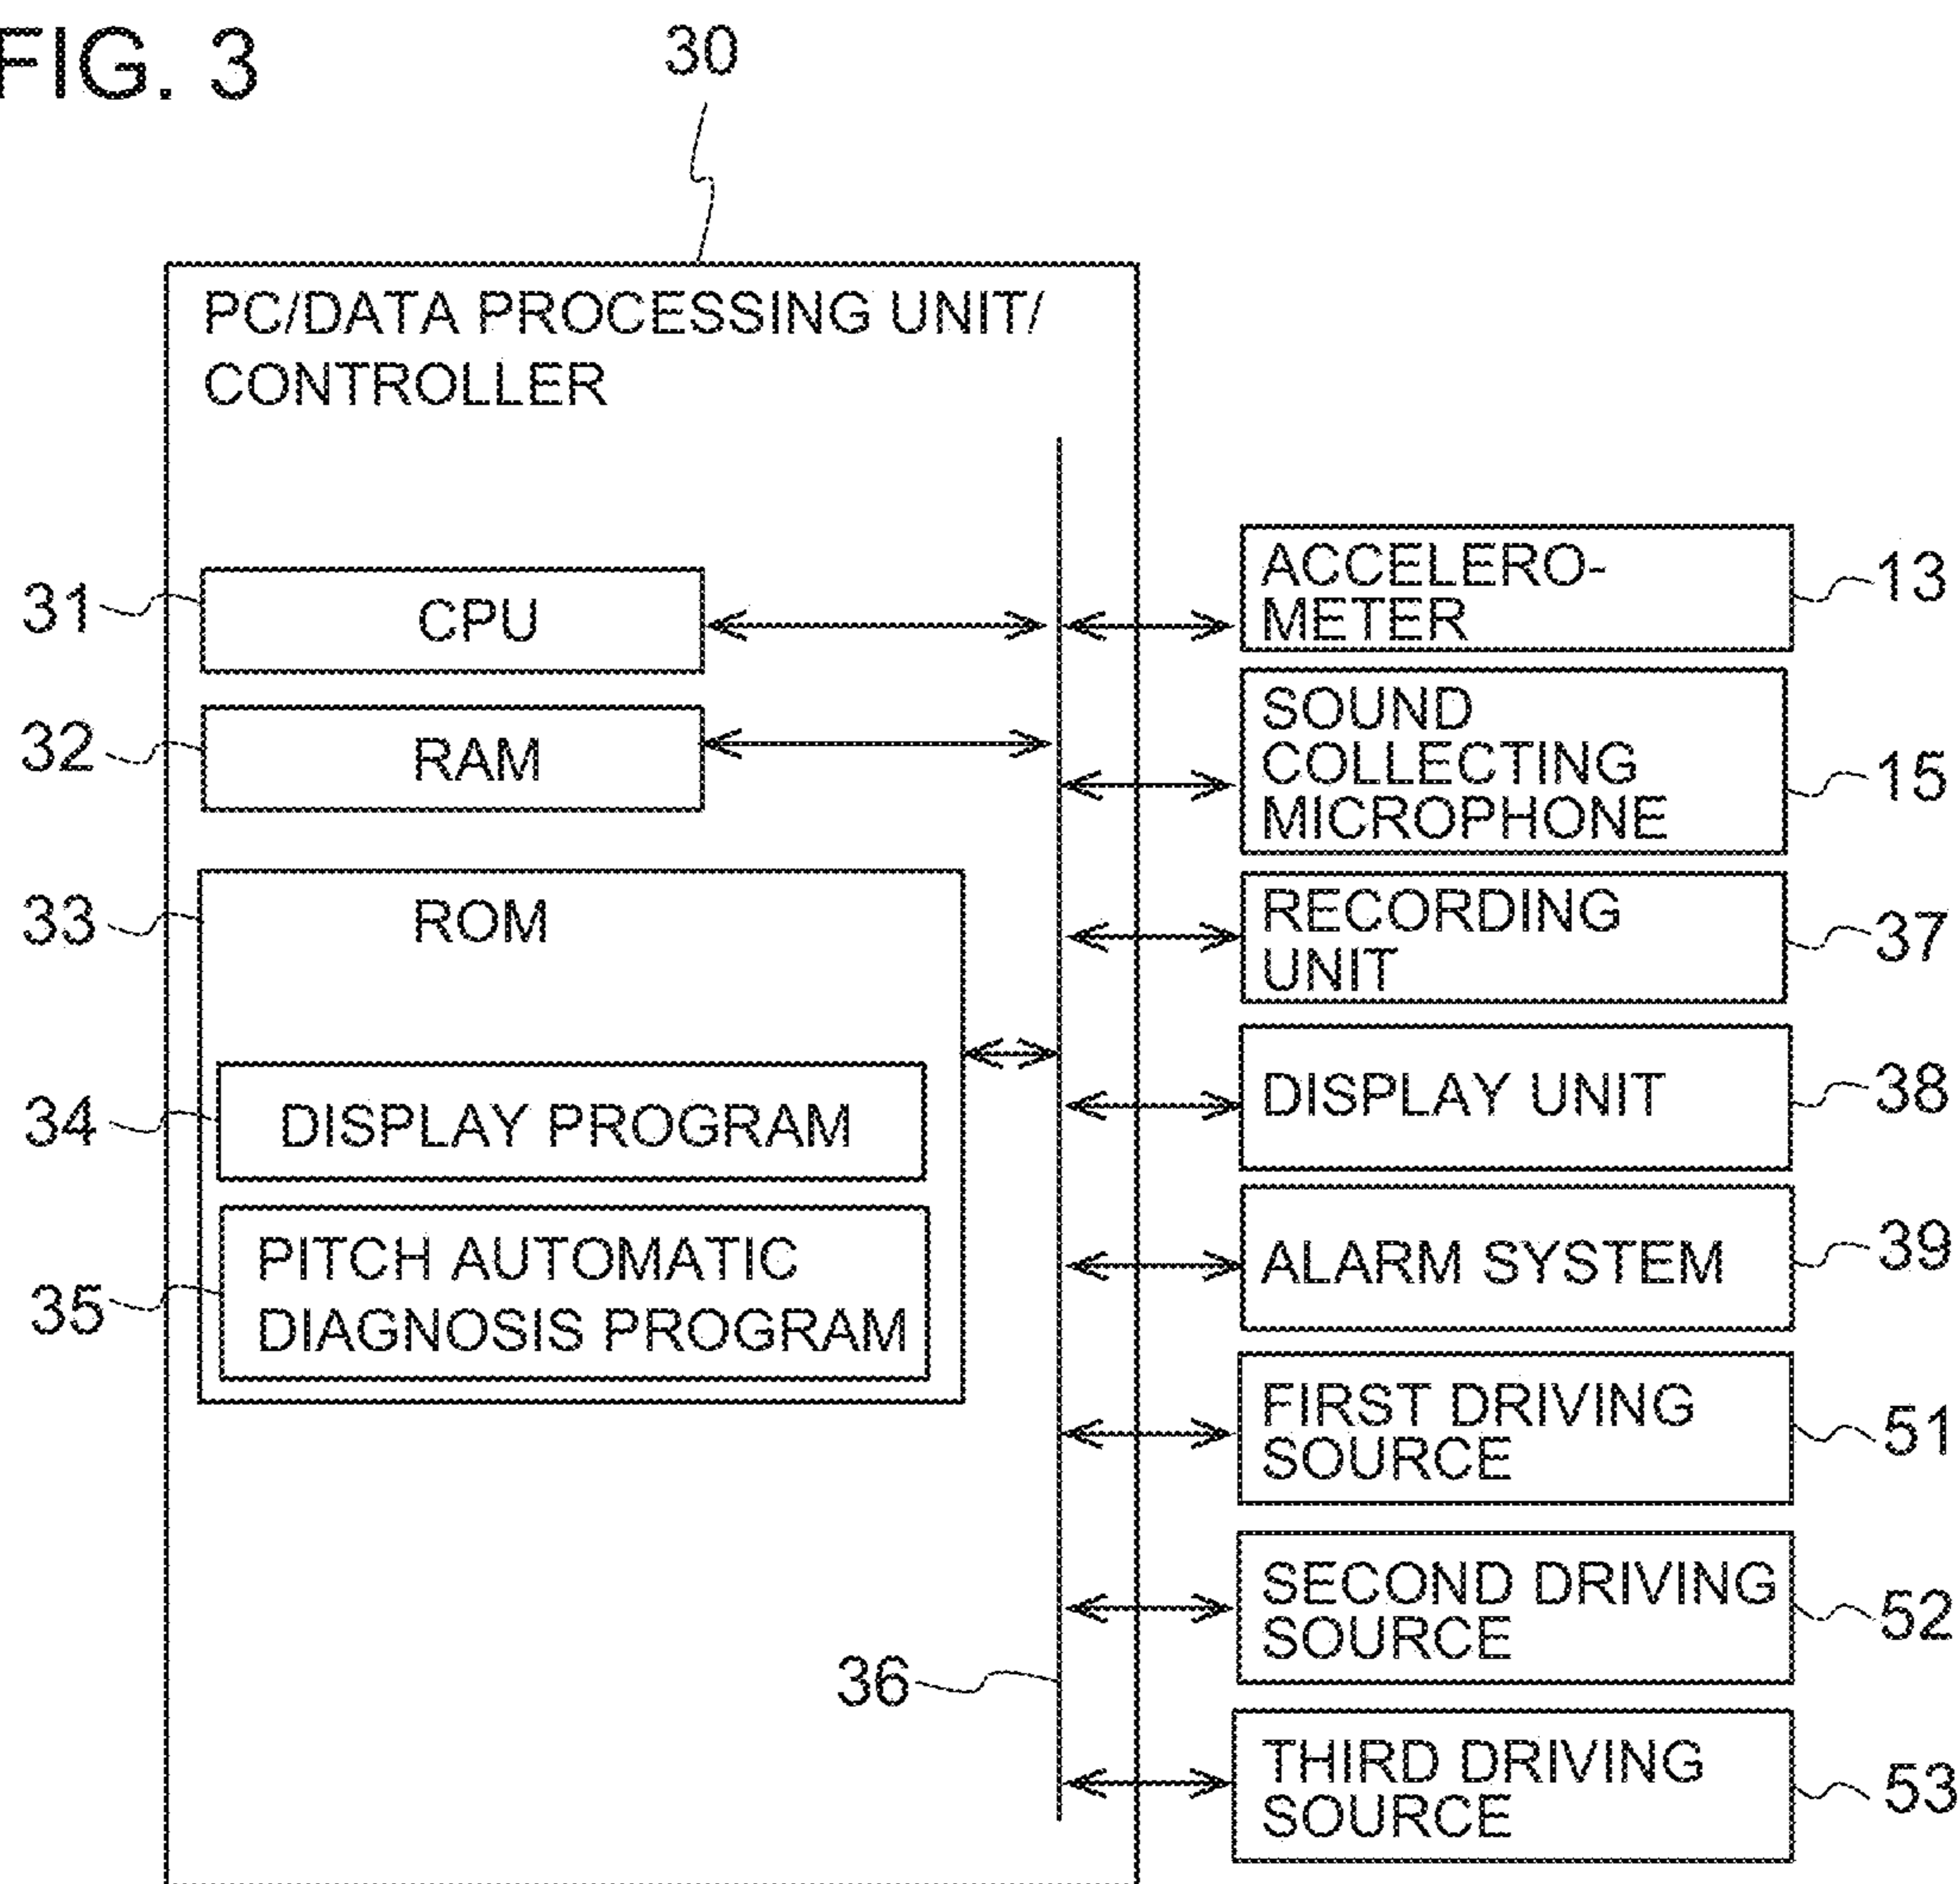 FIG. 3
30
PC/DATA PROCESSING UNIT/
CONTROLLER
31
CPU
32
RAM
33
ROM
34
DISPLAY PROGRAM
35
PITCH AUTOMATIC
DIAGNOSIS PROGRAM
36
ACCELERO-
METER
13
SOUND
COLLECTING
MICROPHONE
15
RECORDING
UNIT
37
DISPLAY UNIT
38
ALARM SYSTEM
39
FIRST DRIVING
SOURCE
51
SECOND DRIVING
SOURCE
52
THIRD DRIVING
SOURCE
53